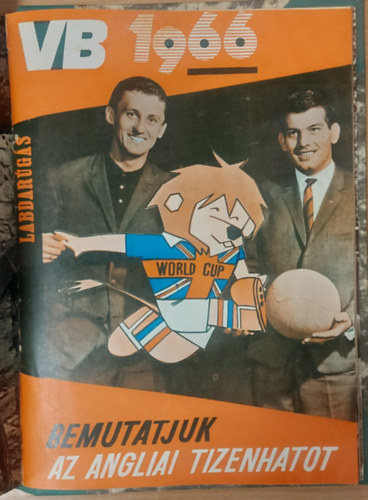 VB 1966
LABDARÚGÁS
WORLD CUP
BEMUTATJUK
AZ ANGLIAI TIZENHATOT